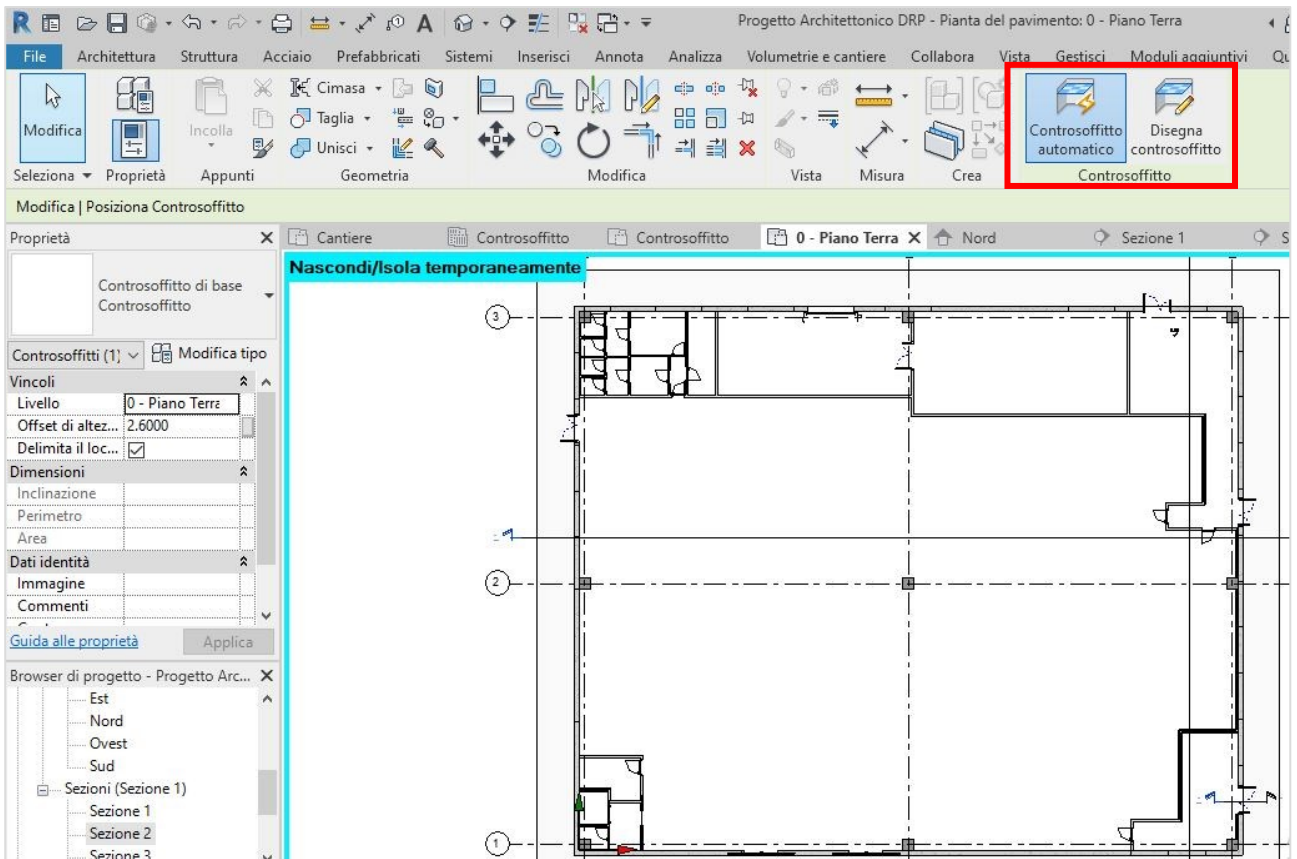 Progetto Architettonico DRP - Pianta del pavimento: 0 - Piano Terra
File Architettura Struttura Acciaio Prefabbricati Sistemi Inserisci Annota Analizza Volumetrie e cantiere Collabora Vista Gestisci Moduli aggiuntivi Qu
Modifica
Incolla
Cimasa
Taglia
Unisci
Controsoffitto automatico
Disegna controsoffitto
Seleziona Proprietà Appunti Geometria Modifica Vista Misura Crea Controsoffitto
Modifica | Posiziona Controsoffitto
Proprietà
Cantiere Controsoffitto Controsoffitto 0 - Piano Terra Nord Sezione 1 S
Nascondi/Isola temporaneamente
Controsoffitto di base
Controsoffitto
Controsoffitti (1) Modifica tipo
Vincoli
Livello 0 - Piano Terra
Offset di altez... 2.6000
Delimita il loc...
Dimensioni
Inclinazione
Perimetro
Area
Dati identità
Immagine
Commenti
Guida alle proprietà Applica
Browser di progetto - Progetto Arc...
Est
Nord
Ovest
Sud
Sezioni (Sezione 1)
Sezione 1
Sezione 2
Sezione 3
3
2
1